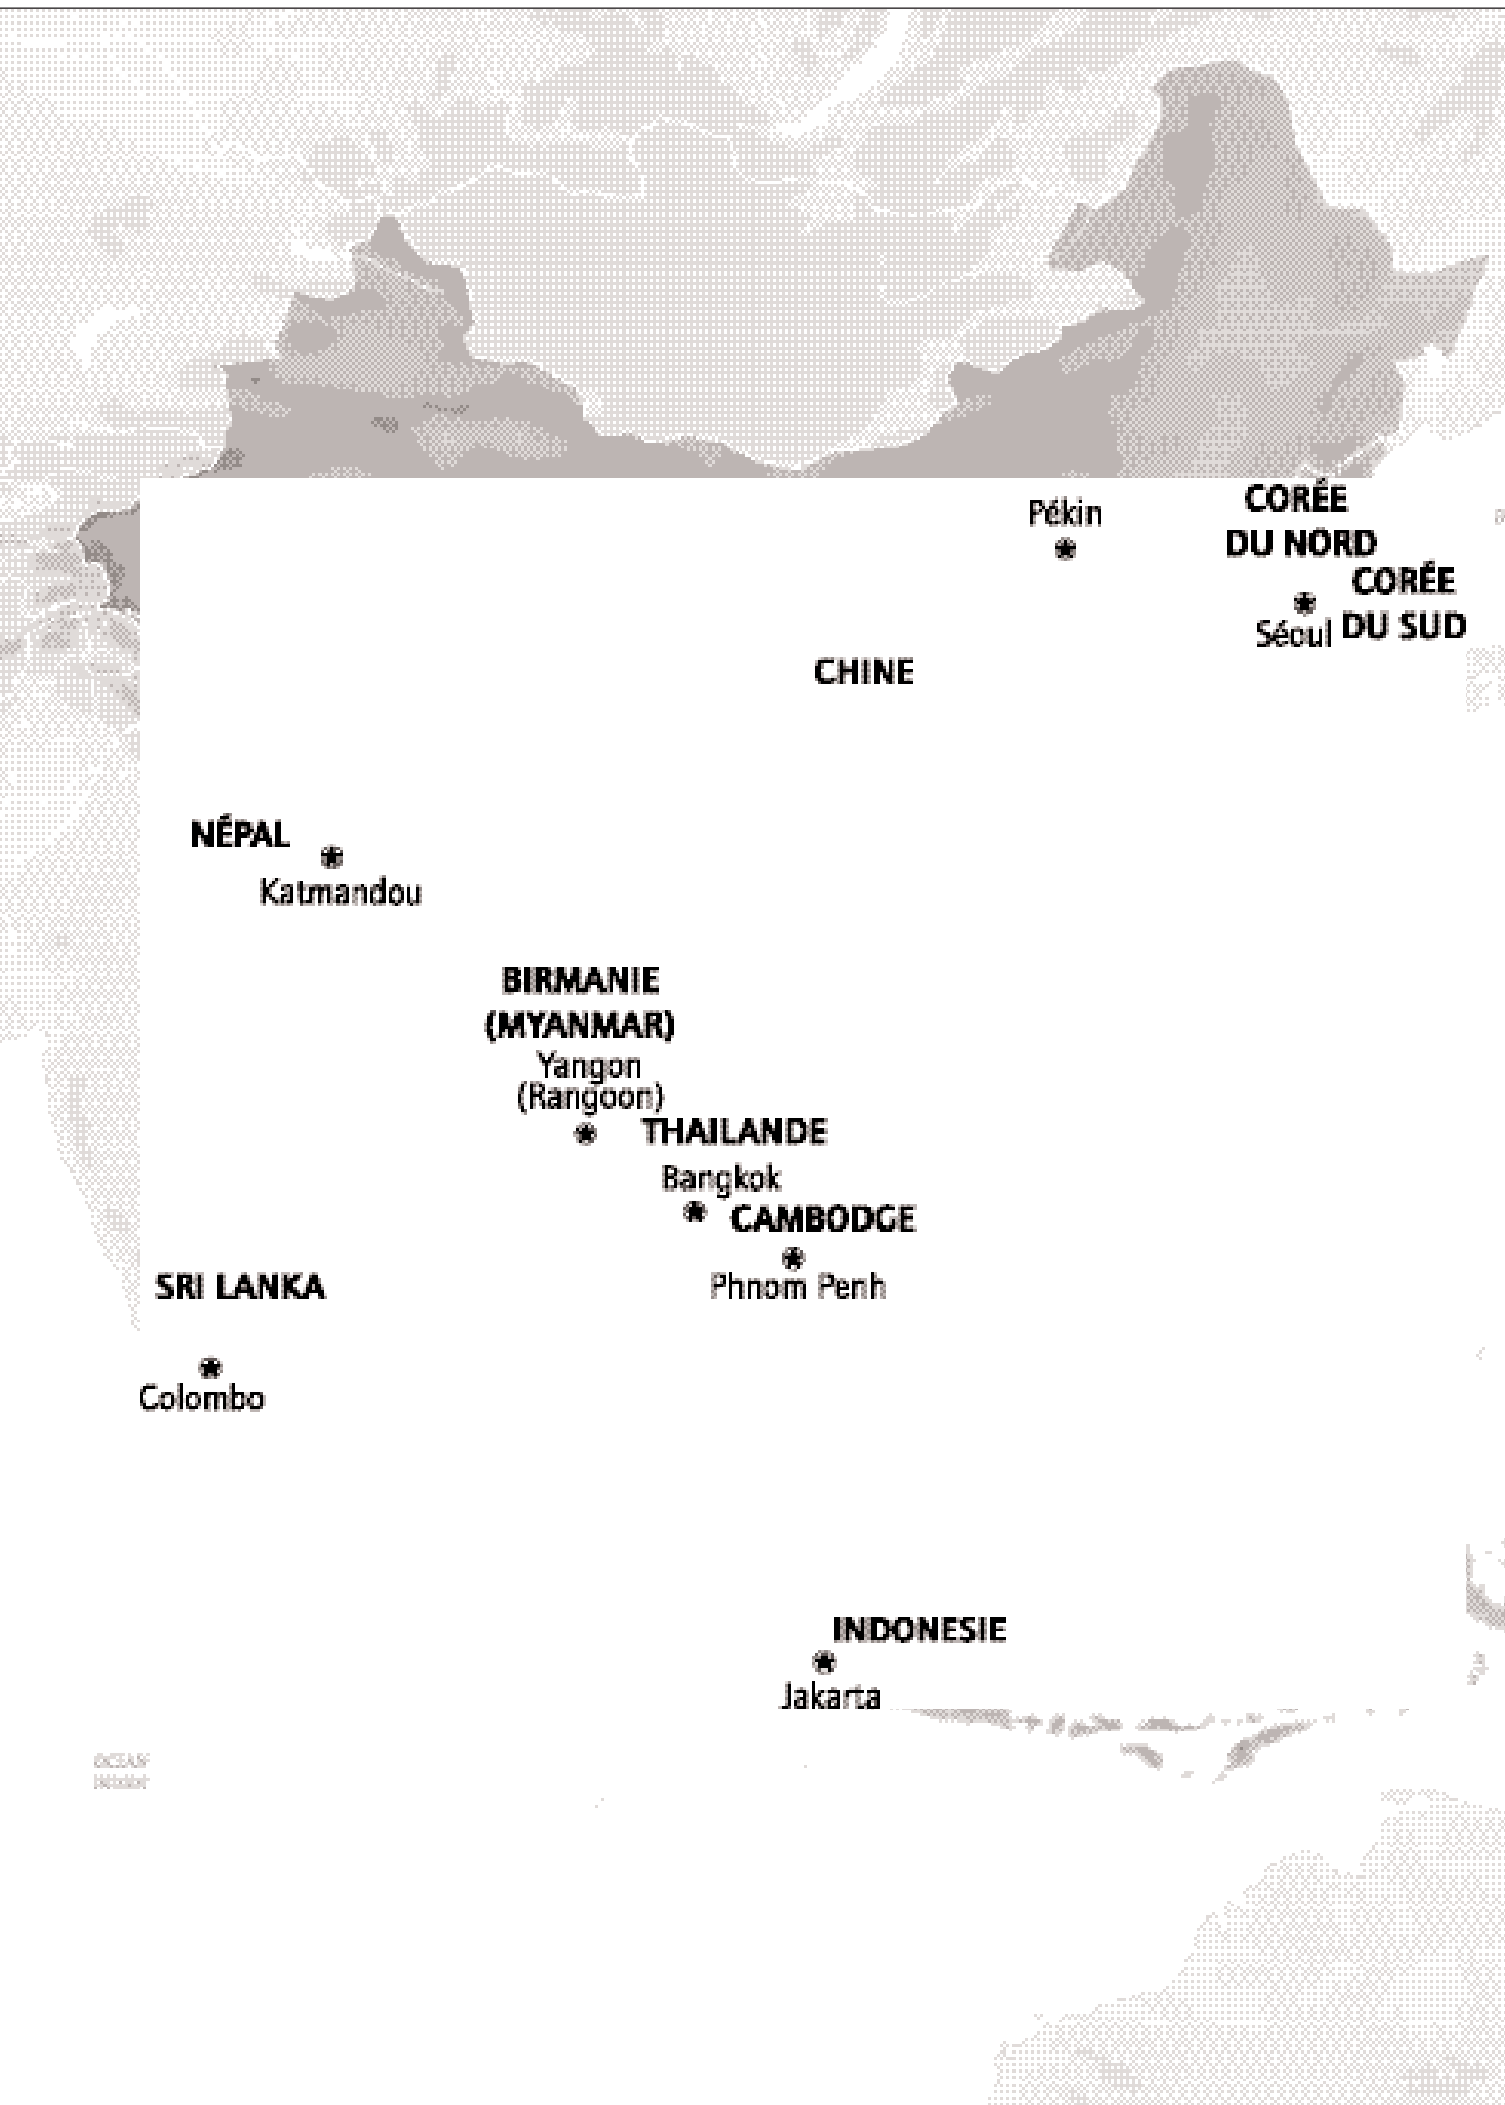 Pékin
CORÉE
DU NORD
CORÉE
DU SUD
Séoul
CHINE
NÉPAL
Katmandou
BIRMANIE
(MYANMAR)
Yangon
(Rangoon)
THAILANDE
Bangkok
CAMBODGE
Phnom Penh
SRI LANKA
Colombo
INDONESIE
Jakarta
OCEAN